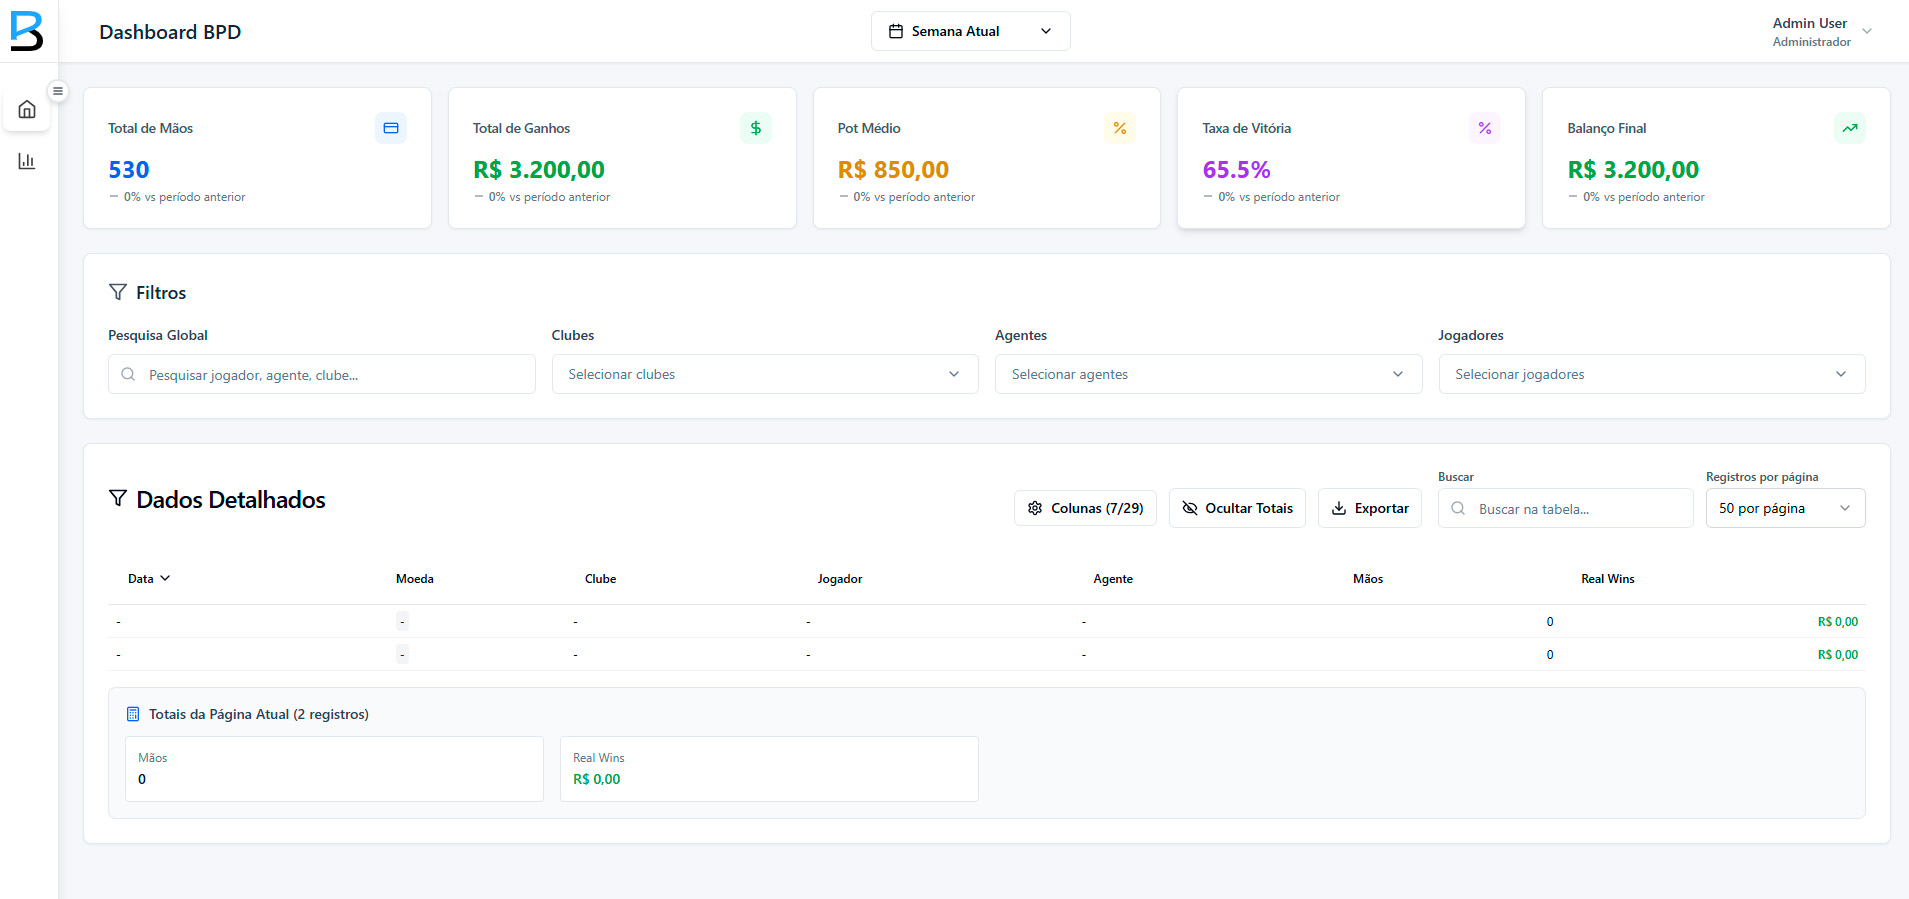 B
Dashboard BPD
Semana Atual
Admin User
Administrador
Total de Mãos
530
— 0% vs período anterior
Total de Ganhos
$
R$ 3.200,00
— 0% vs período anterior
Pot Médio
%
R$ 850,00
— 0% vs período anterior
Taxa de Vitória
%
65.5%
— 0% vs período anterior
Balanço Final
R$ 3.200,00
— 0% vs período anterior
Filtros
Pesquisa Global
Clubes
Agentes
Jogadores
Pesquisar jogador, agente, clube...
Selecionar clubes
Selecionar agentes
Selecionar jogadores
Dados Detalhados
Colunas (7/29)
Ocultar Totais
Exportar
Buscar
Buscar na tabela...
Registros por página
50 por página
Data Moeda Clube Jogador Agente Mãos Real Wins
- - - - - 0 R$ 0,00
- - - - - 0 R$ 0,00
Totais da Página Atual (2 registros)
Mãos
0
Real Wins
R$ 0,00